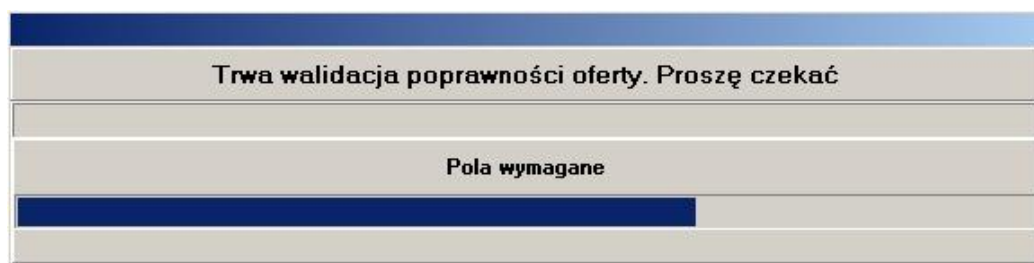 Trwa walidacja poprawności oferty. Proszę czekać
Pola wymagane